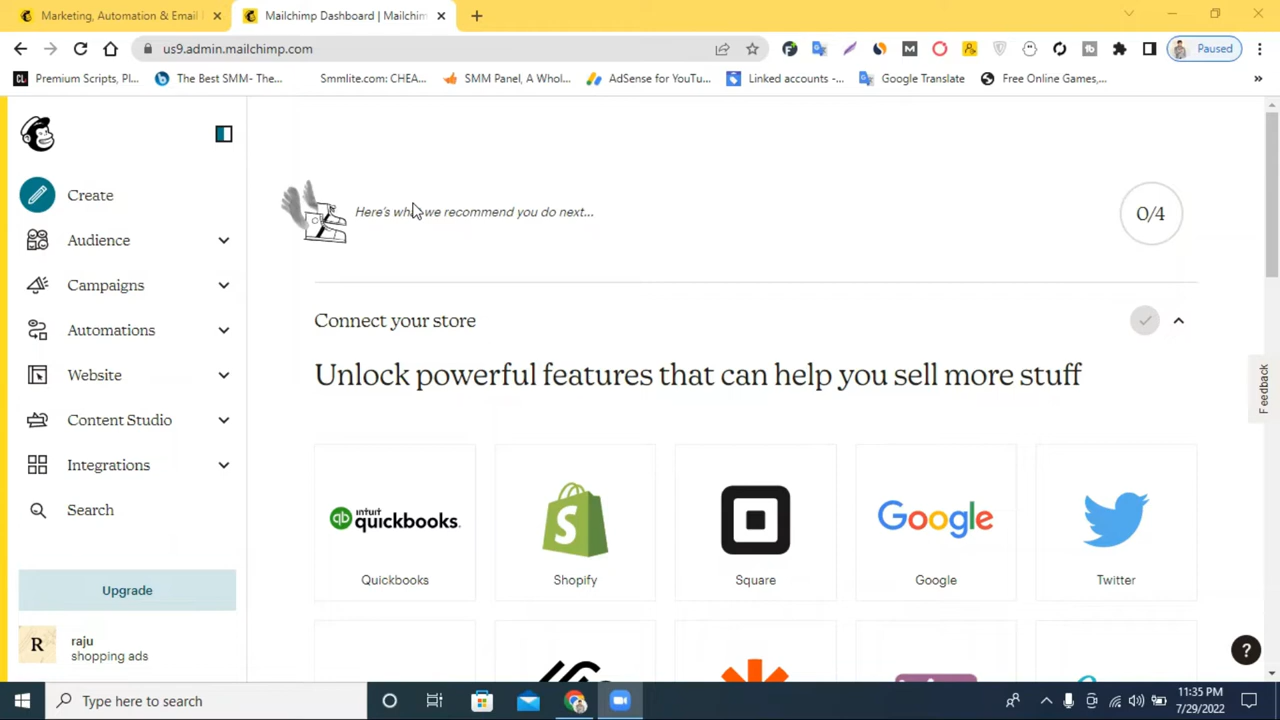 Marketing, Automation & Email
Mailchimp Dashboard | Mailchim
us9.admin.mailchimp.com
Paused
Premium Scripts, Pl...
The Best SMM- The...
Smmlite.com: CHEA...
SMM Panel, A Whol...
AdSense for YouTu...
Linked accounts -...
Google Translate
Free Online Games,...
»
Create
Audience
Campaigns
Automations
Website
Content Studio
Integrations
Search
Upgrade
R
raju
shopping ads
Here's what we recommend you do next...
0/4
Connect your store
Unlock powerful features that can help you sell more stuff
intuit
qb quickbooks.
Quickbooks
S
Shopify
Square
Google
Google
Twitter
Feedback
?
Type here to search
11:35 PM
7/29/2022